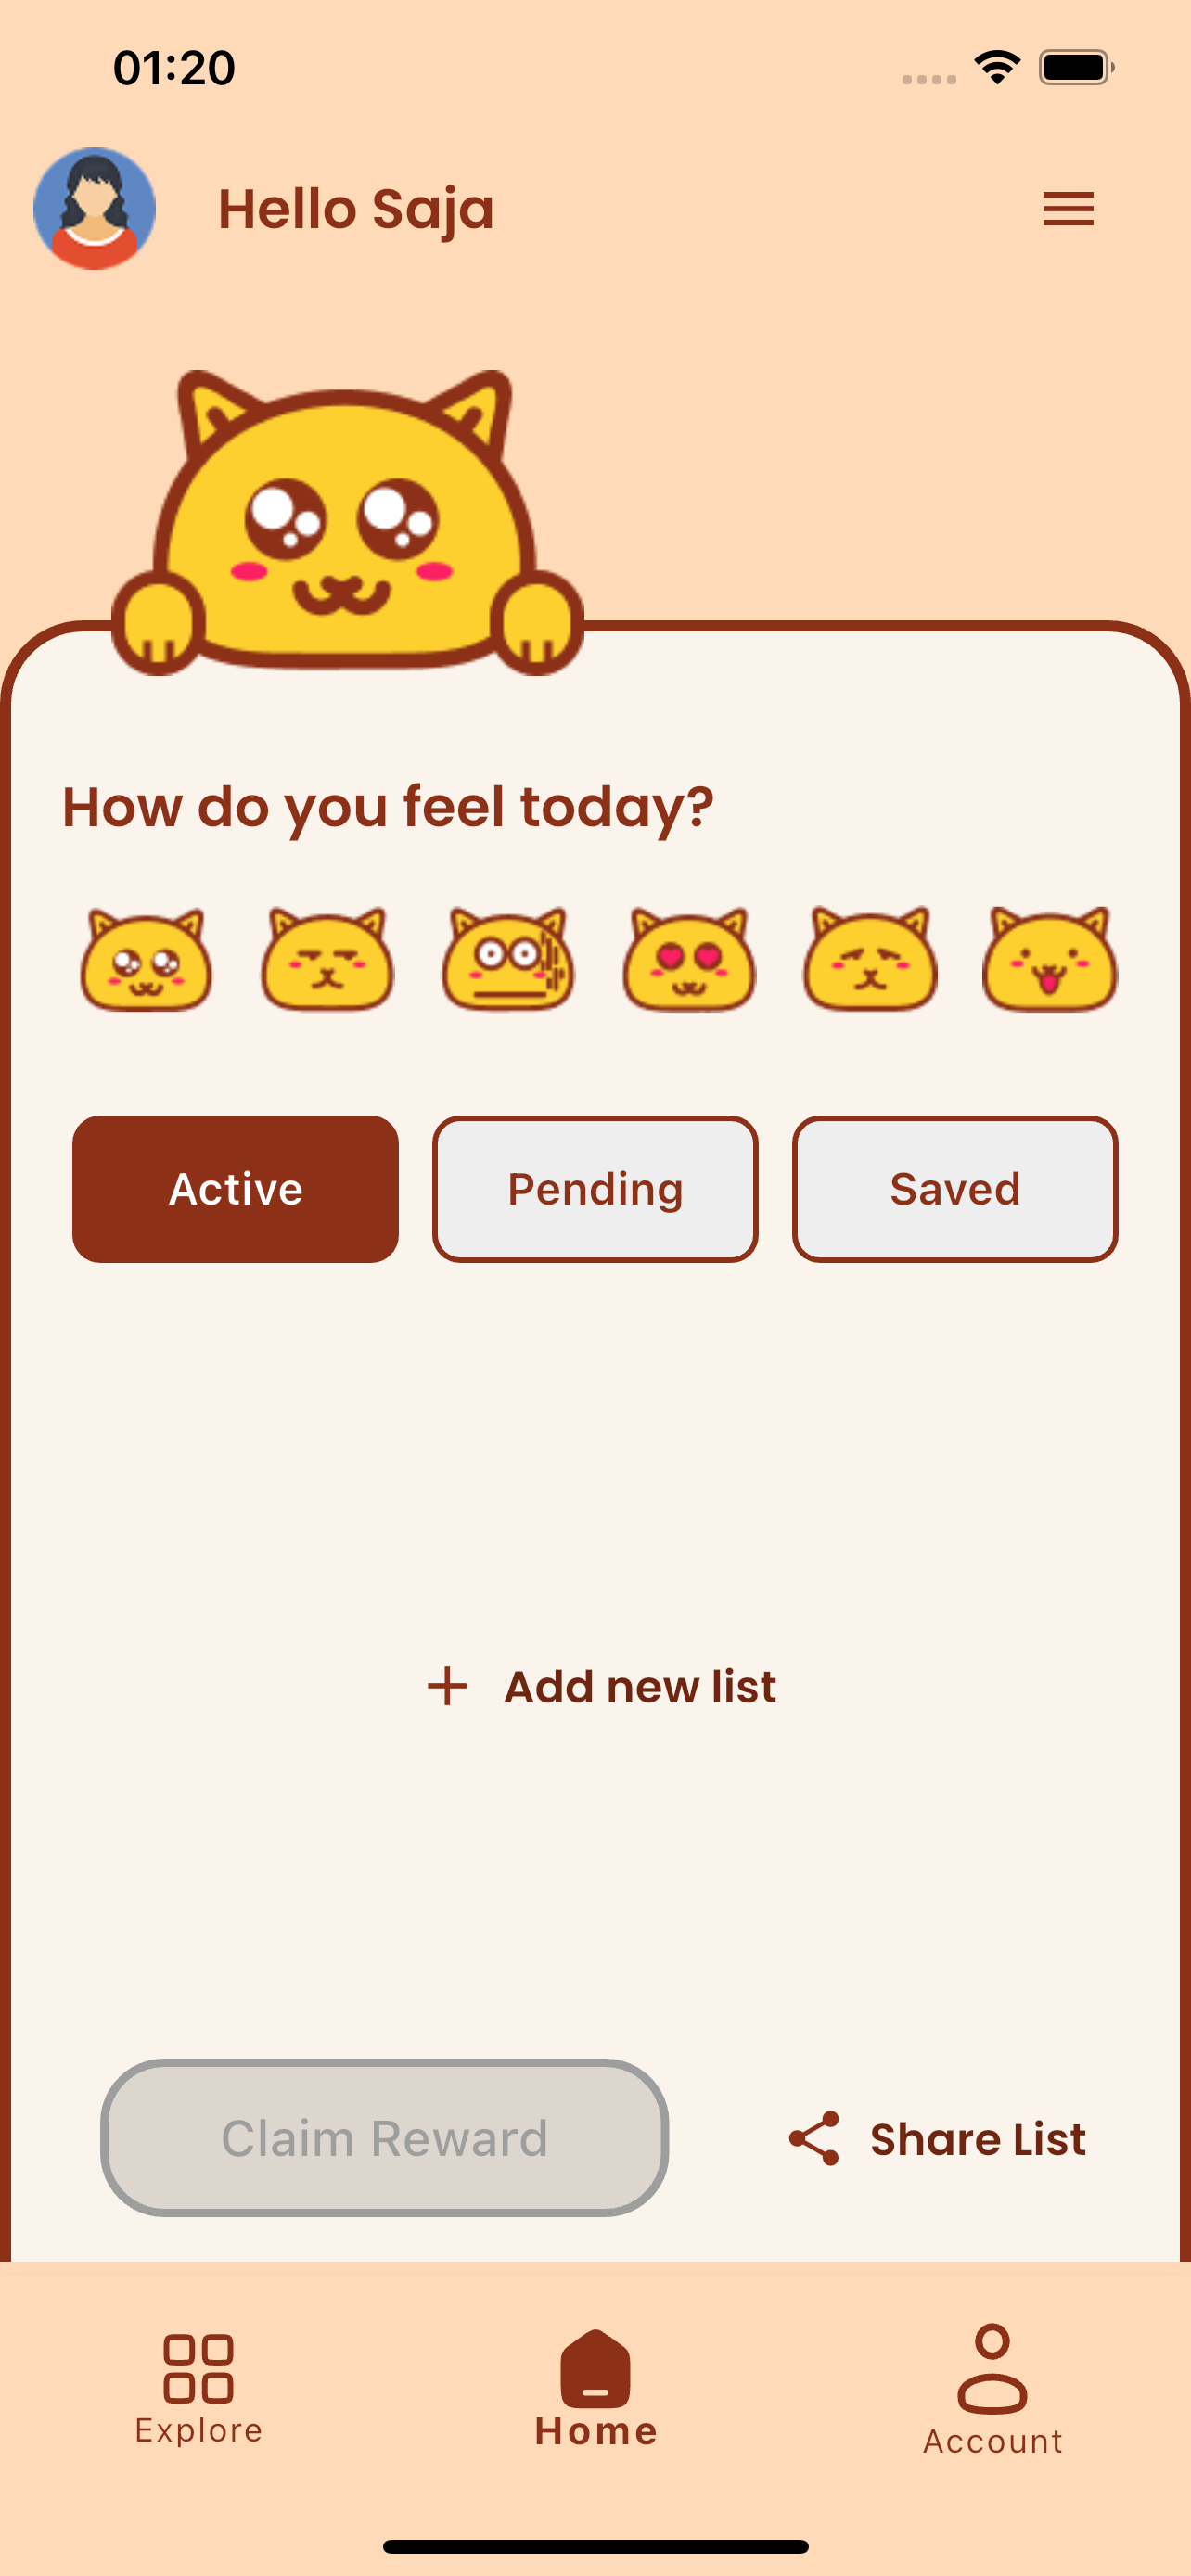 01:20
Hello Saja
How do you feel today?
Active
Pending
Saved
Add new list
Claim Reward
Share List
Explore
Home
Account